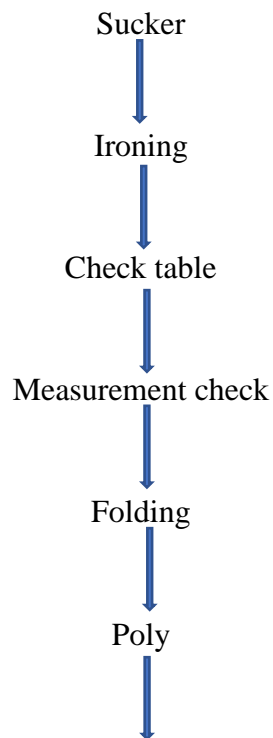 Sucker
Ironing
Check table
Measurement check
Folding
Poly